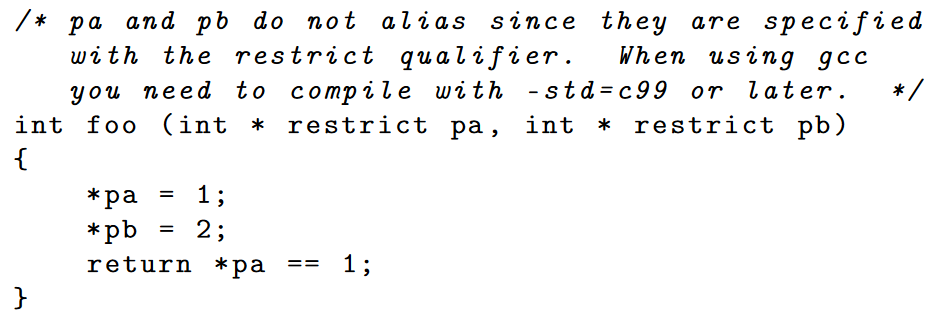 /* pa and pb do not alias since they are specified
   with the restrict qualifier.  When using gcc
   you need to compile with -std=c99 or later.  */
int foo (int * restrict pa, int * restrict pb)
{
    *pa = 1;
    *pb = 2;
    return *pa == 1;
}